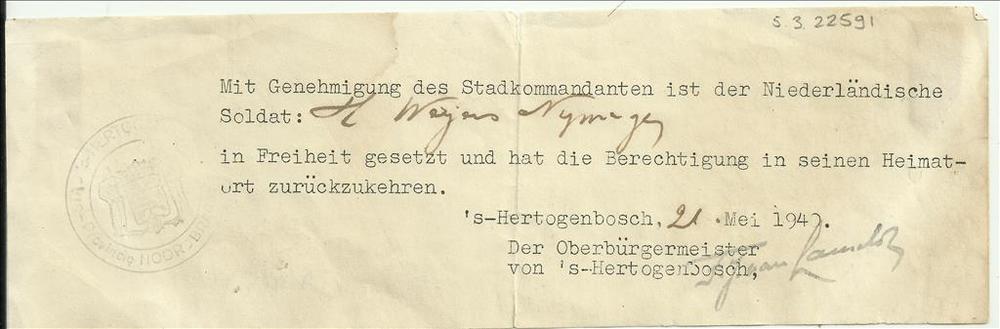 5.3.22591
Mit Genehmigung des Stadkommandanten ist der Niederländische
Soldat: H Weijers Nymegen
in Freiheit gesetzt und hat die Berechtigung in seinen Heimat-
ort zurückzukehren.
's-Hertogenbosch, 21 .Mei 1940.
Der Oberbürgermeister
von 's-Hertogenbosch,